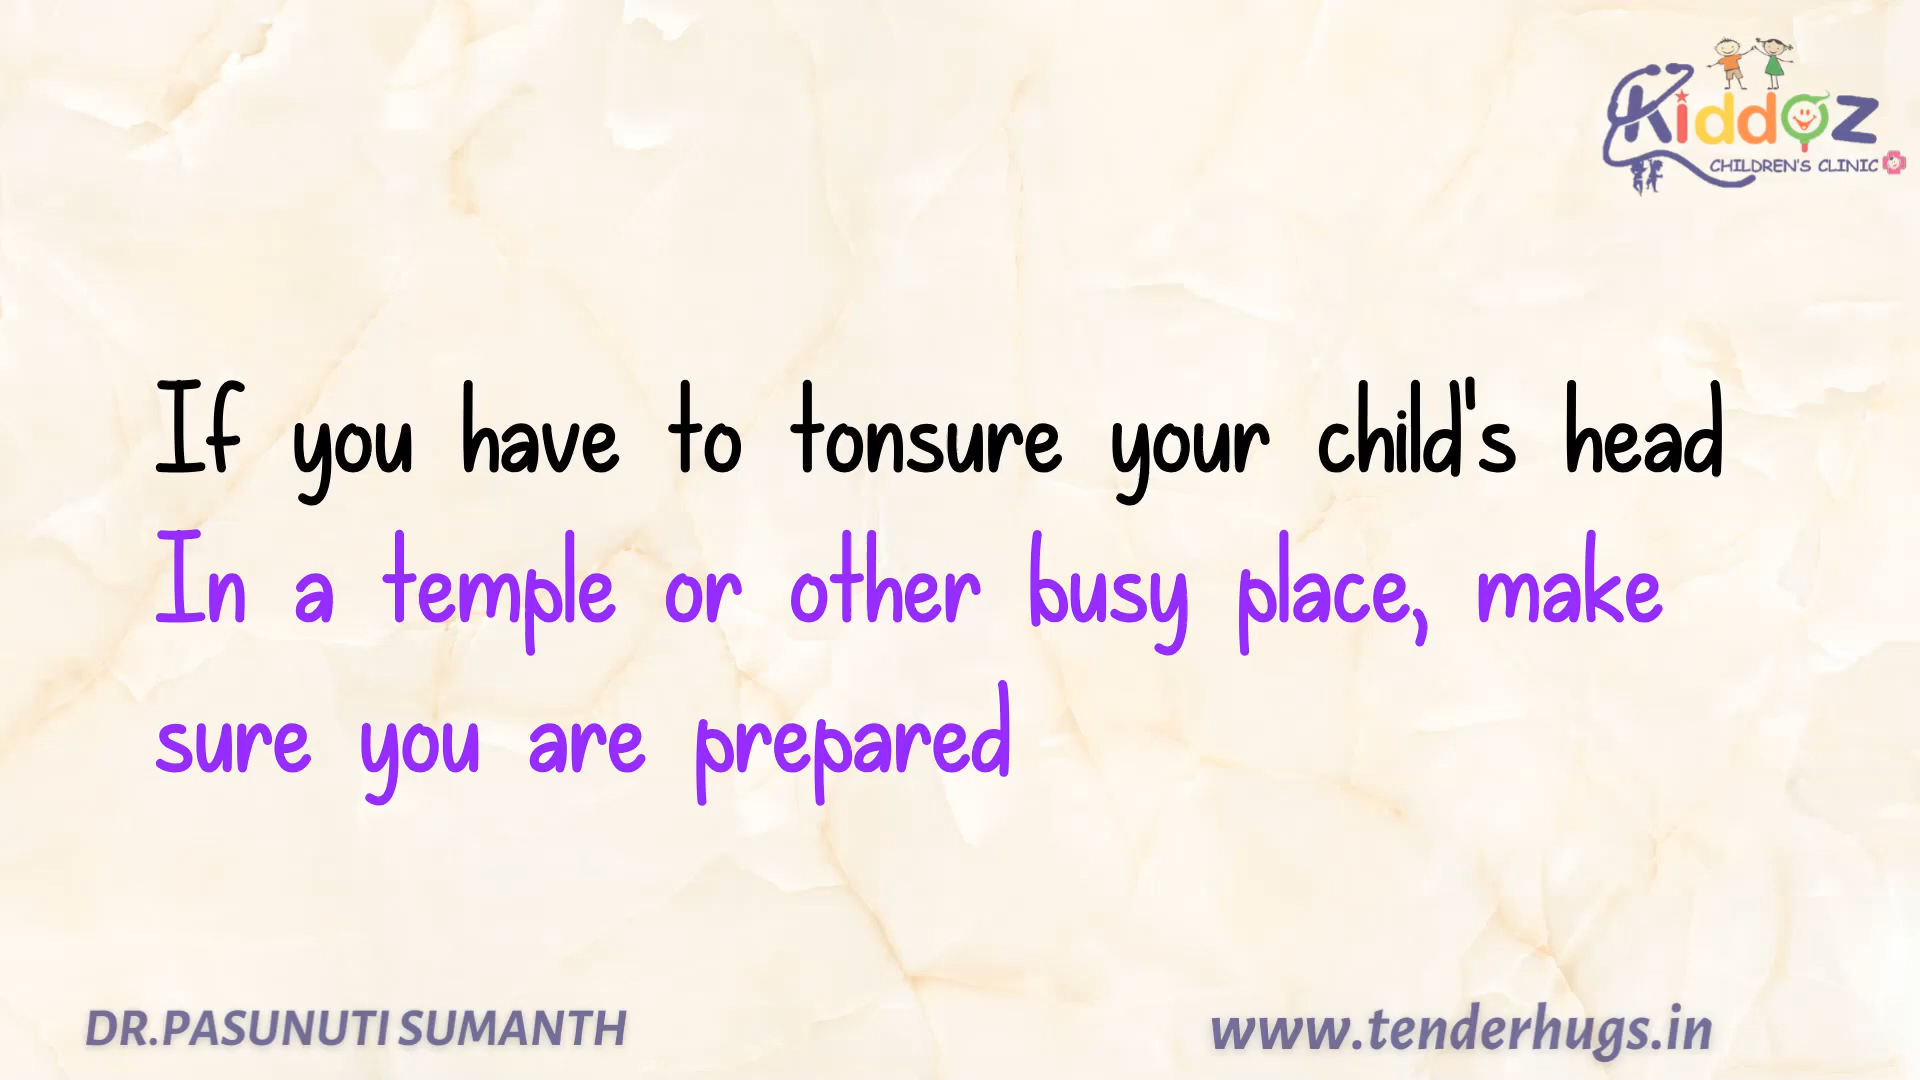 Kiddoz
CHILDREN'S CLINIC
If you have to tonsure your child's head
In a temple or other busy place, make
sure you are prepared
DR.PASUNUTI SUMANTH
www.tenderhugs.in